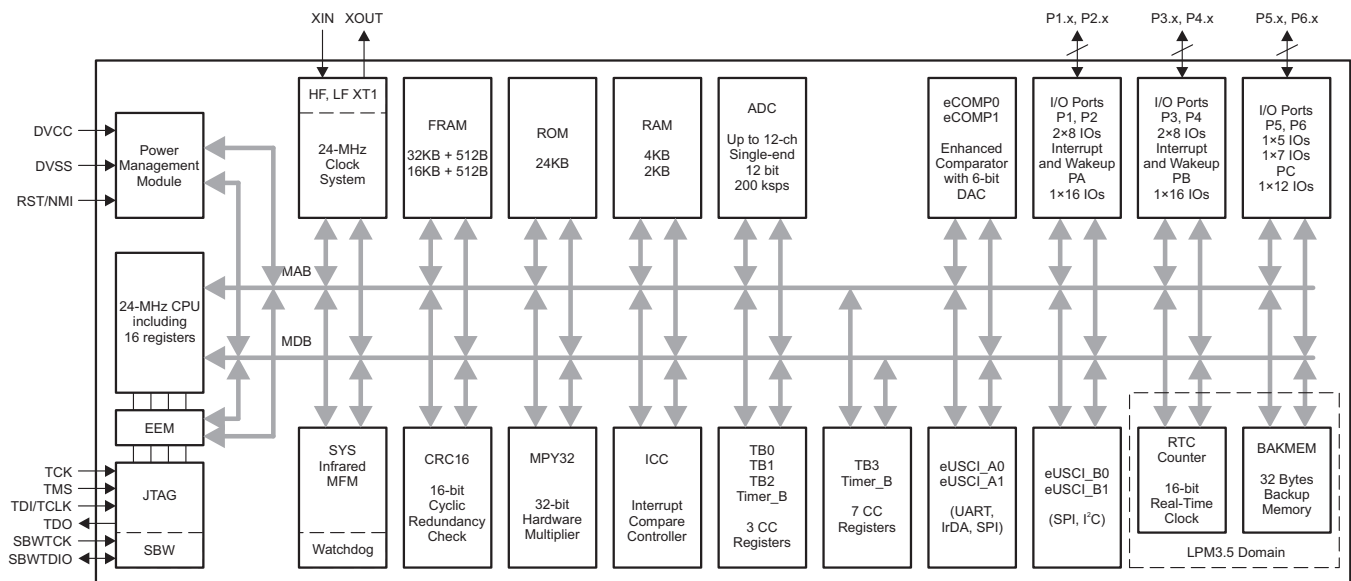 XIN XOUT
P1.x, P2.x
P3.x, P4.x
P5.x, P6.x
DVCC
DVSS
RST/NMI
Power
Management
Module
HF, LF XT1
24-MHz
Clock
System
FRAM
32KB + 512B
16KB + 512B
ROM
24KB
RAM
4KB
2KB
ADC
Up to 12-ch
Single-end
12 bit
200 ksps
eCOMP0
eCOMP1
Enhanced
Comparator
with 6-bit
DAC
I/O Ports
P1, P2
2×8 IOs
Interrupt
and Wakeup
PA
1×16 IOs
I/O Ports
P3, P4
2×8 IOs
Interrupt
and Wakeup
PB
1×16 IOs
I/O Ports
P5, P6
1×5 IOs
1×7 IOs
PC
1×12 IOs
24-MHz CPU
including
16 registers
MAB
MDB
EEM
TCK
TMS
TDI/TCLK
TDO
SBWTCK
SBWTDIO
JTAG
SBW
SYS
Infrared
MFM
Watchdog
CRC16
16-bit
Cyclic
Redundancy
Check
MPY32
32-bit
Hardware
Multiplier
ICC
Interrupt
Compare
Controller
TB0
TB1
TB2
Timer_B
3 CC
Registers
TB3
Timer_B
7 CC
Registers
eUSCI_A0
eUSCI_A1
(UART,
IrDA, SPI)
eUSCI_B0
eUSCI_B1
(SPI, I²C)
RTC
Counter
16-bit
Real-Time
Clock
BAKMEM
32 Bytes
Backup
Memory
LPM3.5 Domain